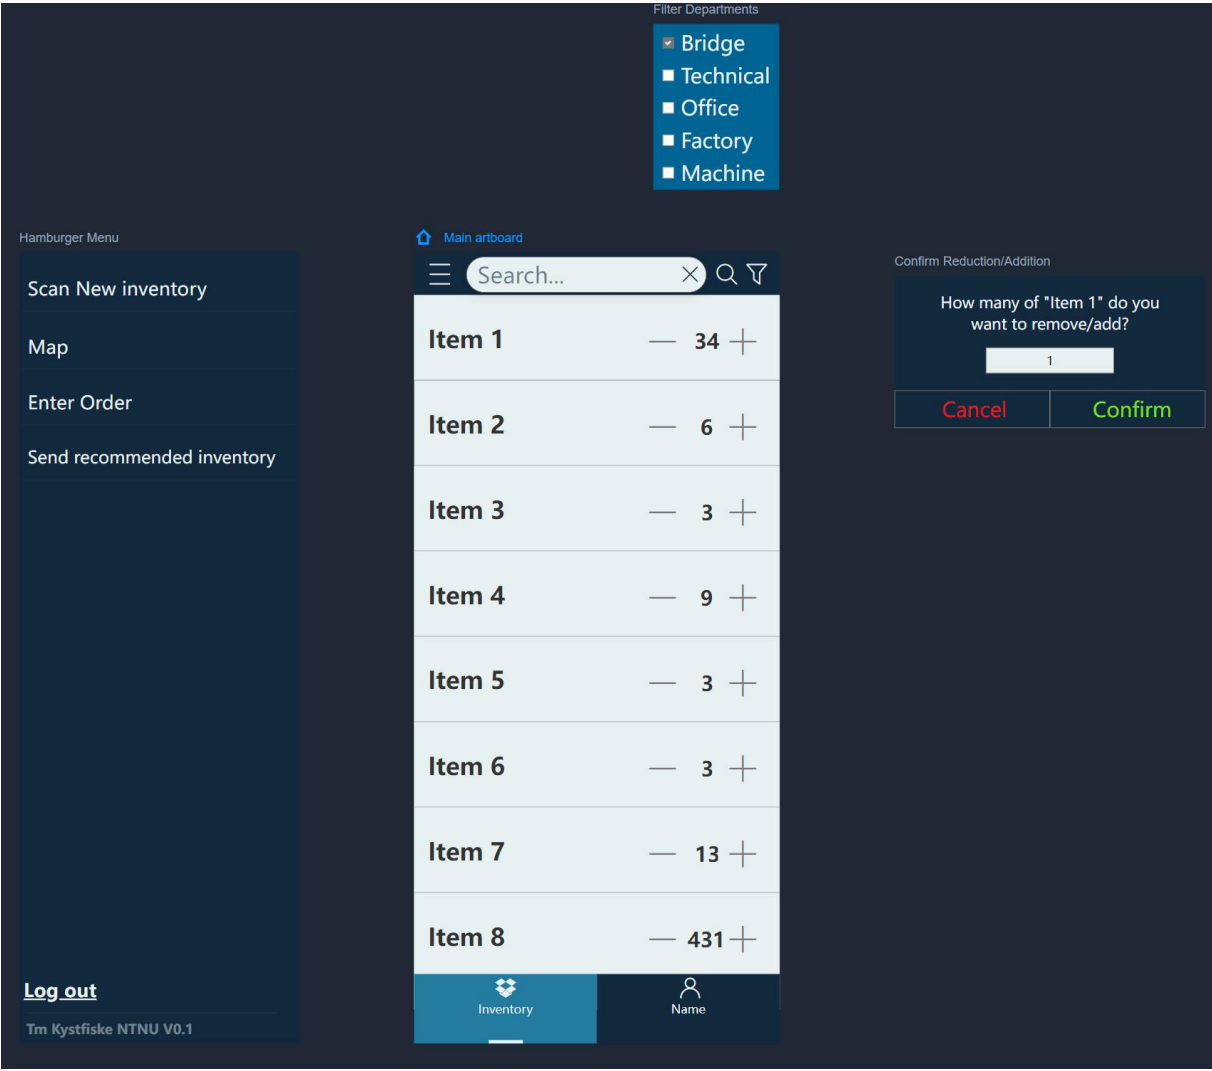 Filter Departments
Bridge
Technical
Office
Factory
Machine
Hamburger Menu
Scan New inventory
Map
Enter Order
Send recommended inventory
Log out
Tm Kystfiske NTNU V0.1
Main artboard
Search...
Item 1 34
Item 2 6
Item 3 3
Item 4 9
Item 5 3
Item 6 3
Item 7 13
Item 8 431
Inventory
Name
Confirm Reduction/Addition
How many of "Item 1" do you
want to remove/add?
1
Cancel
Confirm